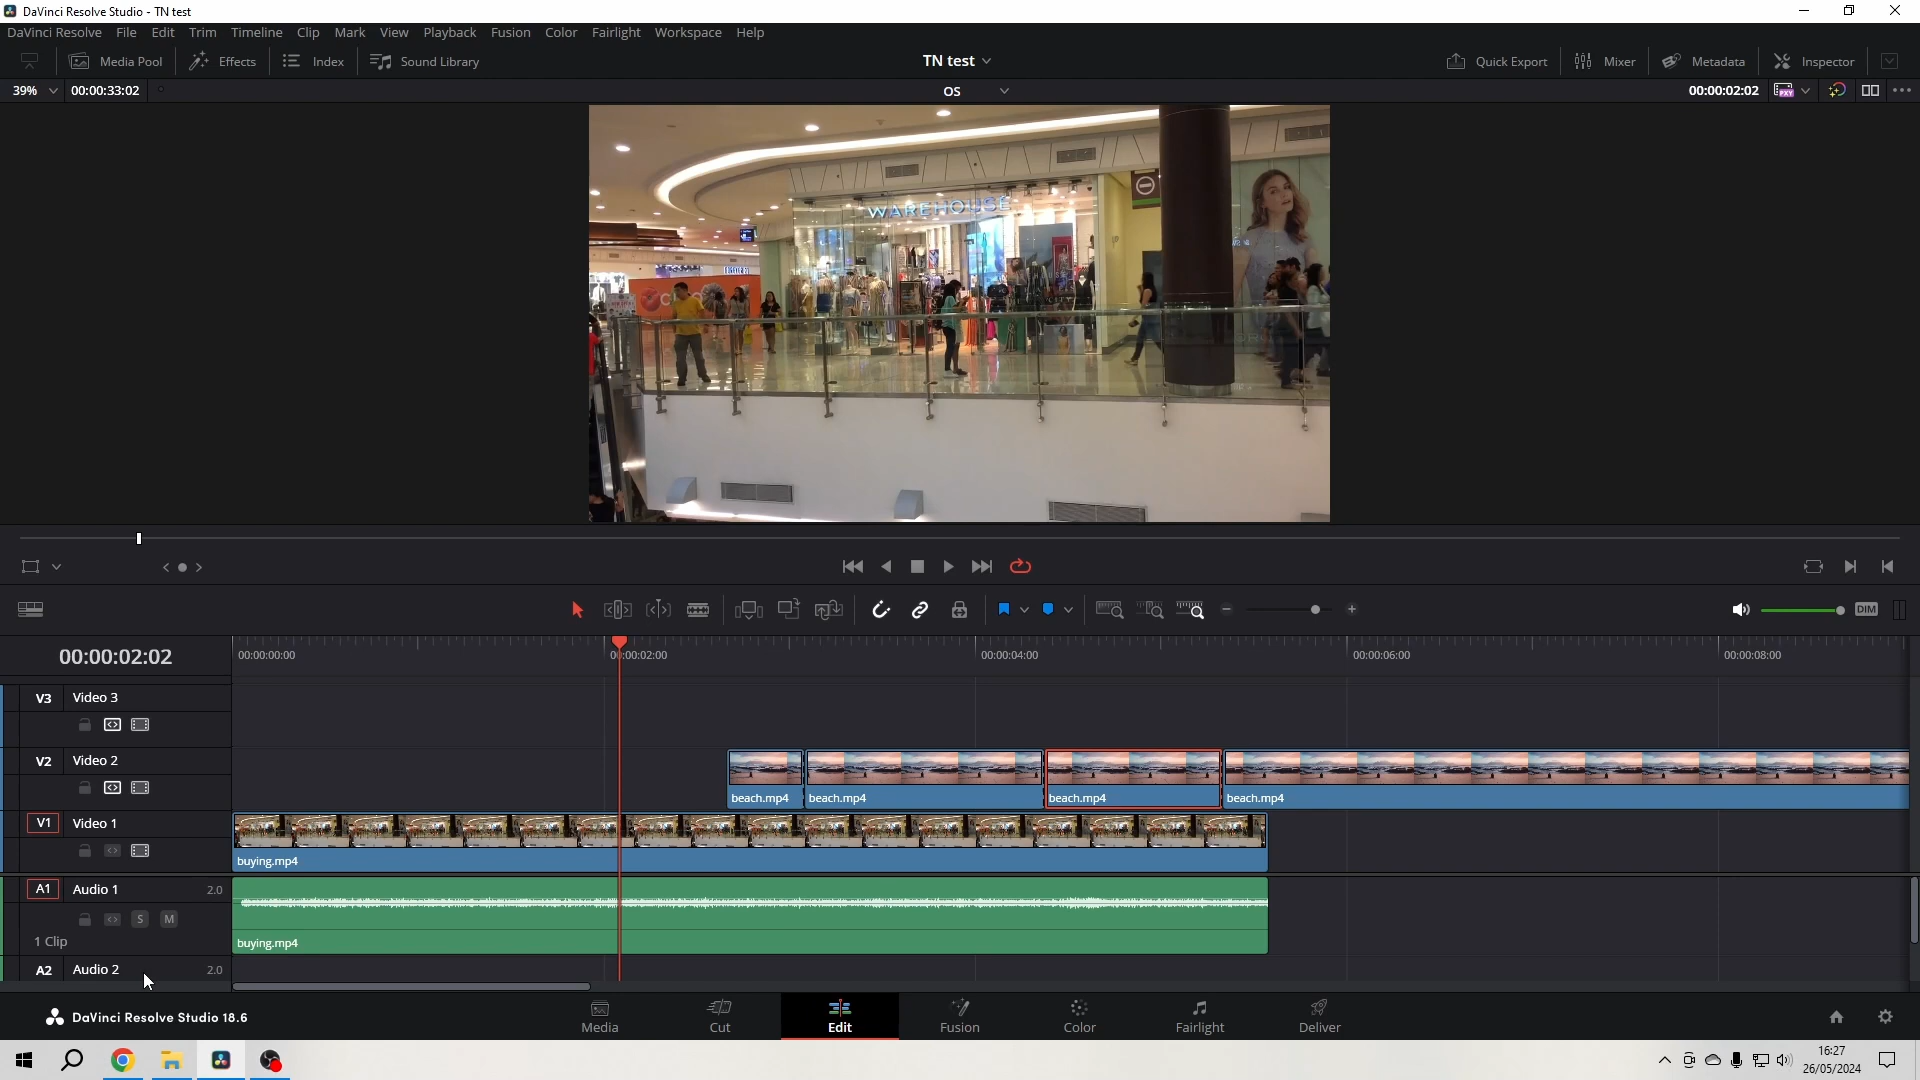 DaVinci Resolve Studio - TN test
DaVinci Resolve File Edit Trim Timeline Clip Mark View Playback Fusion Color Fairlight Workspace Help
Media Pool Effects Index Sound Library TN test Quick Export Mixer Metadata Inspector
39% 00:00:33:02 OS 00:00:02:02 PXY
WAREHOUSE
DIM
00:00:02:02 00:00:00:00 00:00:02:00 00:00:04:00 00:00:06:00 00:00:08:00
V3 Video 3
V2 Video 2
beach.mp4 beach.mp4 beach.mp4 beach.mp4
V1 Video 1
buying.mp4
A1 Audio 1 2.0
S M
1 Clip
buying.mp4
A2 Audio 2 2.0
DaVinci Resolve Studio 18.6
Media Cut Edit Fusion Color Fairlight Deliver
16:27
26/05/2024